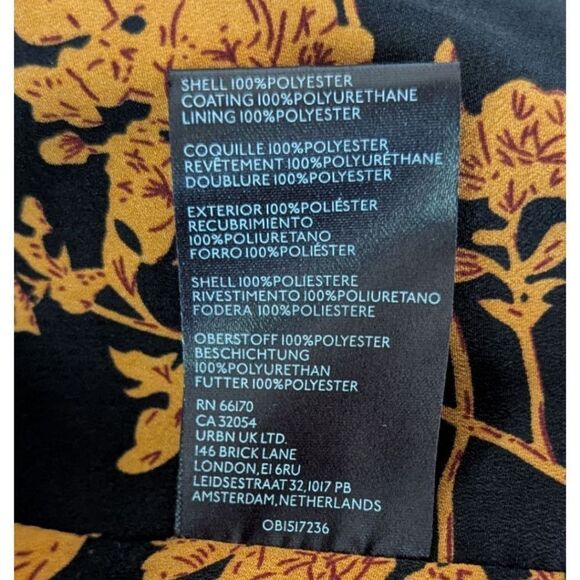 SHELL 100%POLYESTER
COATING 100%POLYURETHANE
LINING 100%POLYESTER
COQUILLE 100%POLYESTER
REVÊTEMENT 100%POLYURÉTHANE
DOUBLURE 100%POLYESTER
EXTERIOR 100%POLIÉSTER
RECUBRIMIENTO
100%POLIURETANO
FORRO 100%POLIÉSTER
SHELL 100%POLIESTERE
RIVESTIMENTO 100%POLIURETANO
FODERA 100%POLIESTERE
OBERSTOFF 100%POLYESTER
BESCHICHTUNG
100%POLYURETHAN
FUTTER 100%POLYESTER
RN 66170
CA 32054
URBN UK LTD.
146 BRICK LANE
LONDON,E1 6RU
LEIDSESTRAAT 32,1017 PB
AMSTERDAM,NETHERLANDS
OB1517236